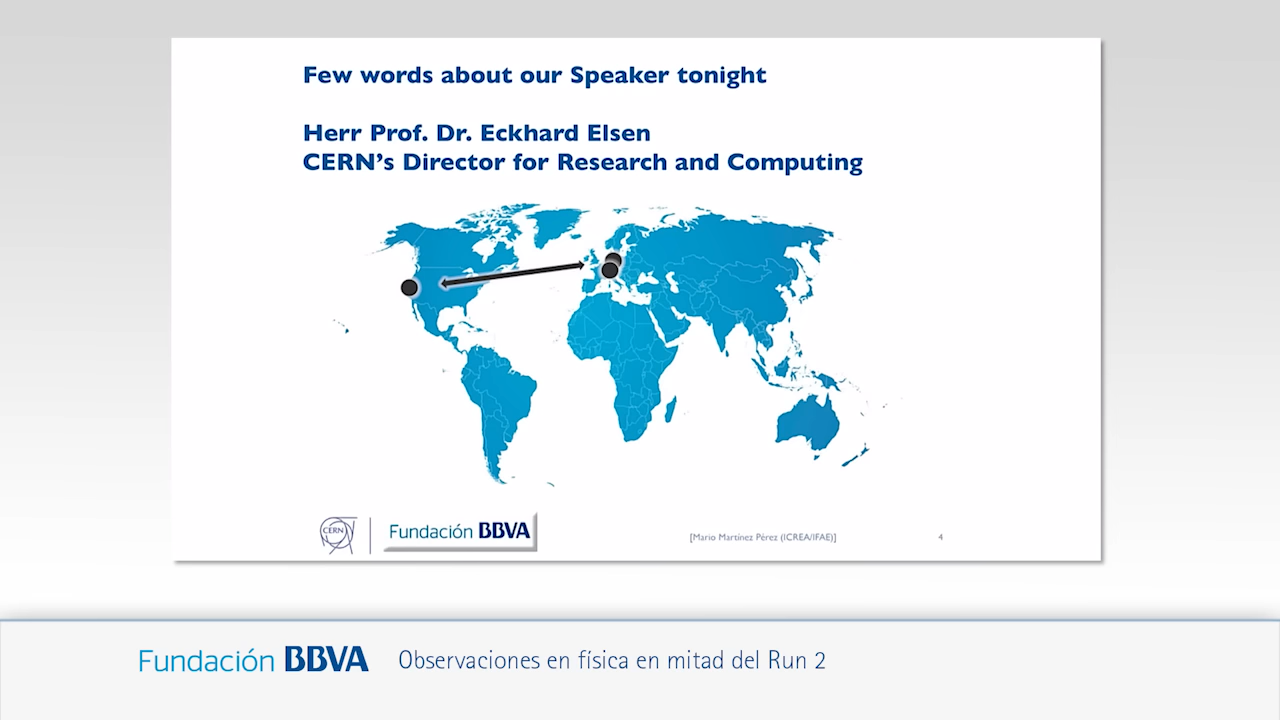 Few words about our Speaker tonight
Herr Prof. Dr. Eckhard Elsen
CERN's Director for Research and Computing
CERN
Fundación BBVA
[Mario Martínez Pérez (ICREA/IFAE)]
4
Fundación BBVA
Observaciones en física en mitad del Run 2